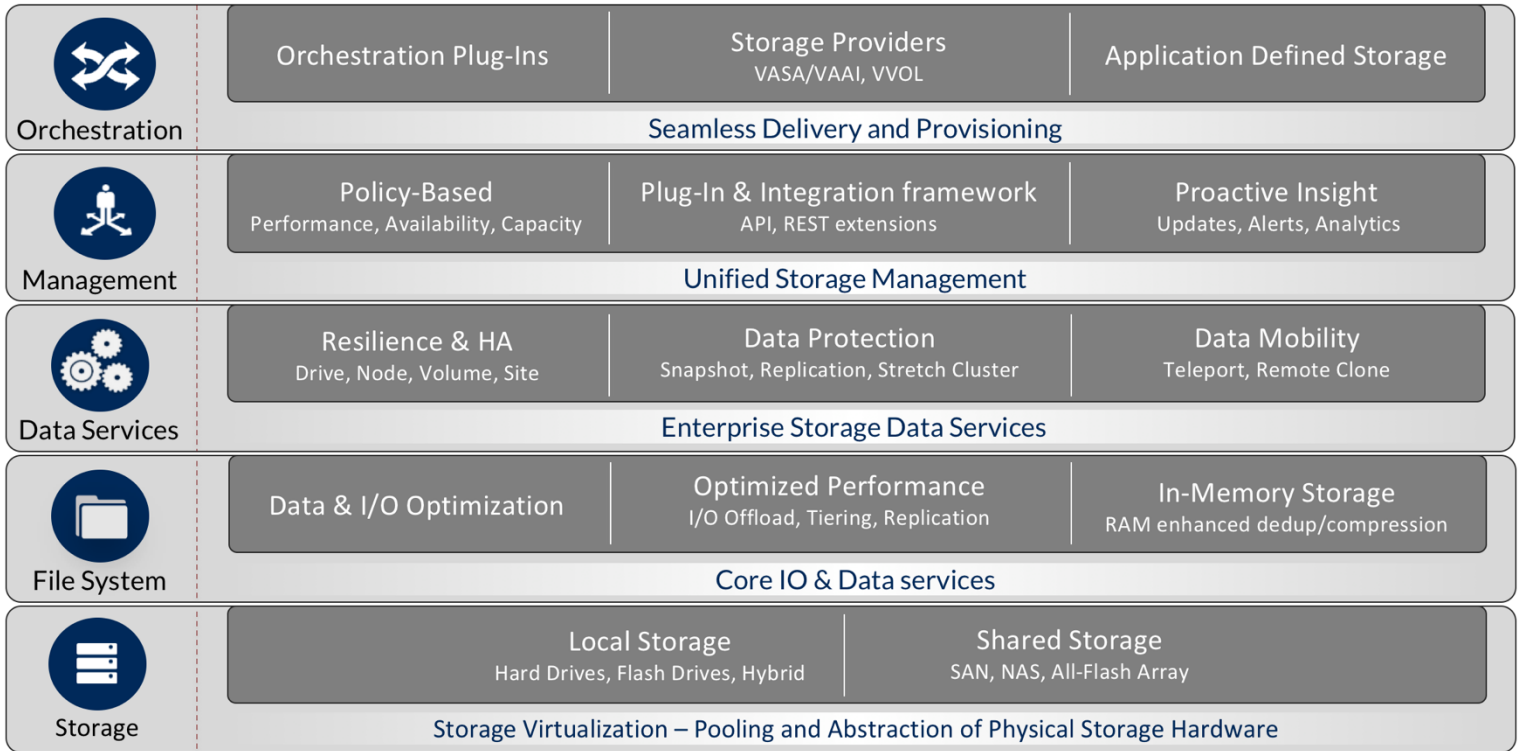 Orchestration Plug-Ins
Storage Providers
VASA/VAAI, VVOL
Application Defined Storage
Orchestration
Seamless Delivery and Provisioning
Policy-Based
Performance, Availability, Capacity
Plug-In & Integration framework
API, REST extensions
Proactive Insight
Updates, Alerts, Analytics
Management
Unified Storage Management
Resilience & HA
Drive, Node, Volume, Site
Data Protection
Snapshot, Replication, Stretch Cluster
Data Mobility
Teleport, Remote Clone
Data Services
Enterprise Storage Data Services
Data & I/O Optimization
Optimized Performance
I/O Offload, Tiering, Replication
In-Memory Storage
RAM enhanced dedup/compression
File System
Core IO & Data services
Local Storage
Hard Drives, Flash Drives, Hybrid
Shared Storage
SAN, NAS, All-Flash Array
Storage
Storage Virtualization – Pooling and Abstraction of Physical Storage Hardware